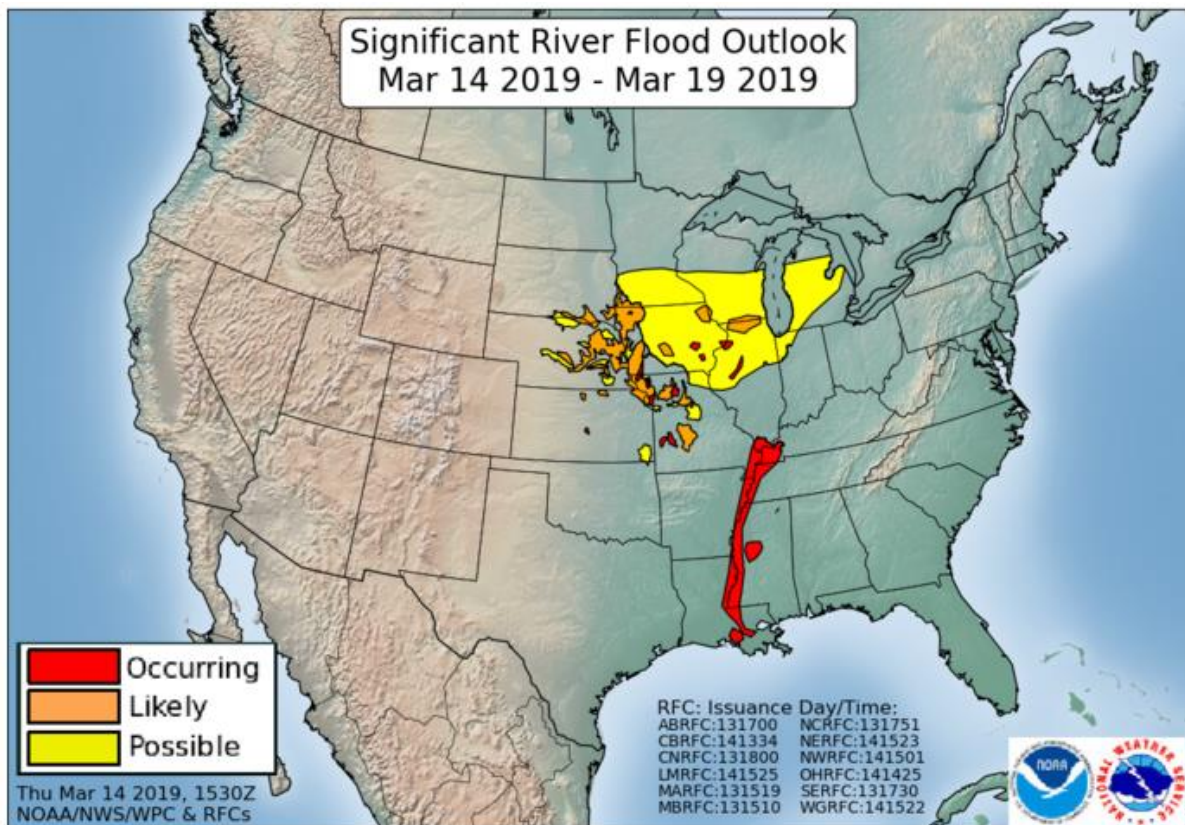 Significant River Flood Outlook
Mar 14 2019 - Mar 19 2019
Occurring
Likely
Possible
Thu Mar 14 2019, 1530Z
NOAA/NWS/WPC & RFCs
RFC: Issuance Day/Time:
ABRFC:131700 NCRFC:131751
CBRFC:141334 NERFC:141523
CNRFC:131800 NWRFC:141501
LMRFC:141525 OHRFC:141425
MARFC:131519 SERFC:131730
MBRFC:131510 WGRFC:141522
NOAA
NATIONAL WEATHER SERVICE